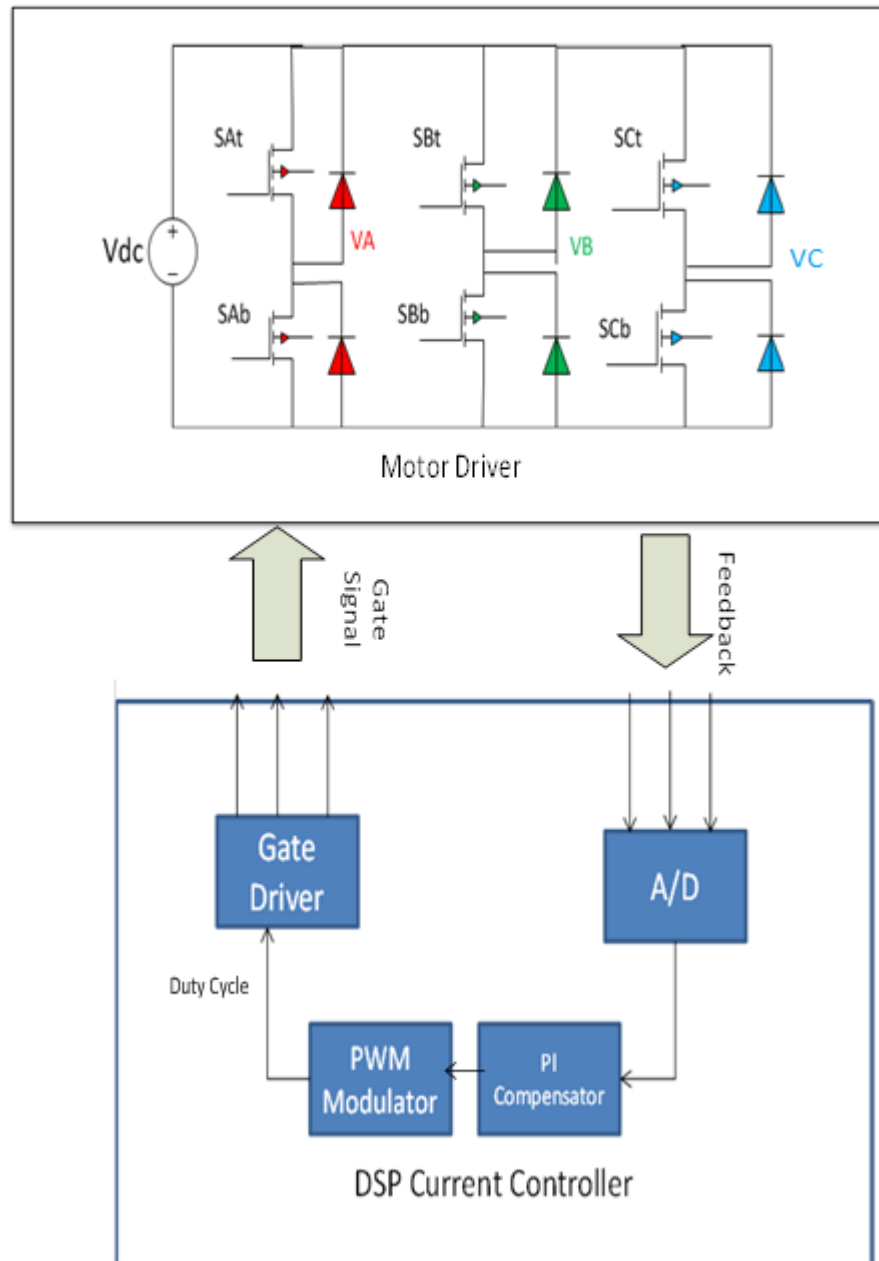 SAt
SBt
SCt
Vdc
+
−
VA
VB
VC
SAb
SBb
SCb
Motor Driver
Gate
Signal
Feedback
Gate
Driver
A/D
Duty Cycle
PWM
Modulator
PI
Compensator
DSP Current Controller